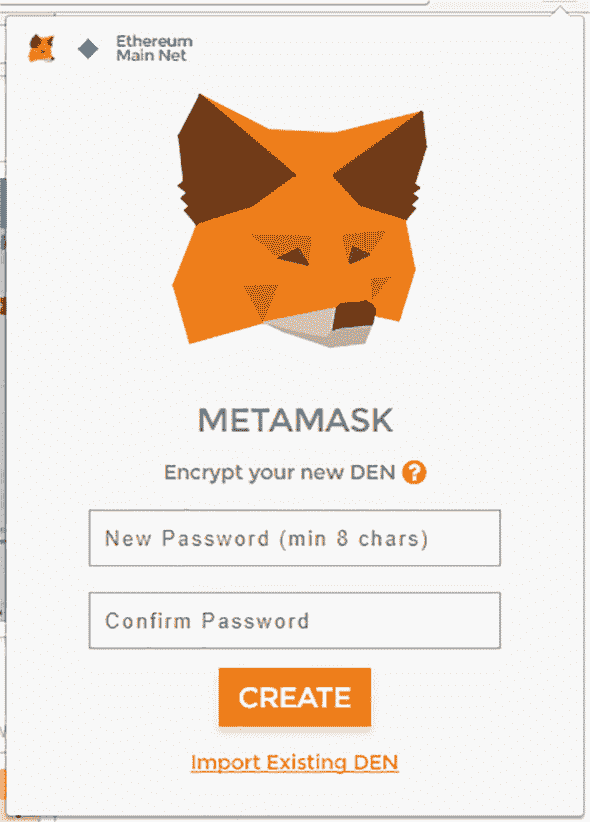 Ethereum
Main Net
METAMASK
Encrypt your new DEN ?
New Password (min 8 chars)
Confirm Password
CREATE
Import Existing DEN